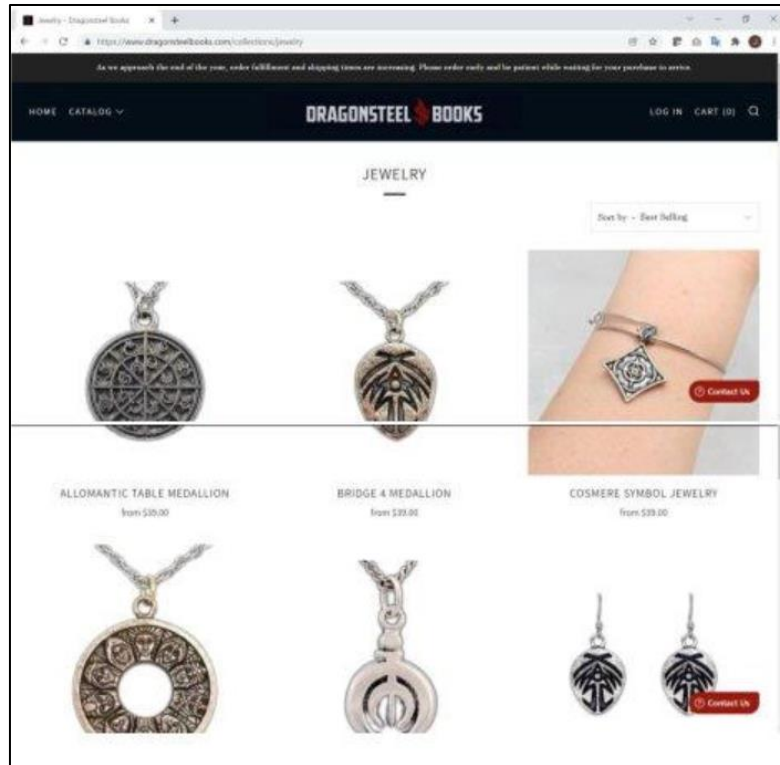 Jewelry - Dragonsteel Books
https://www.dragonsteelbooks.com/collections/jewelry
As we approach the end of the year, order fulfillment and shipping times are increasing. Please order early and be patient while waiting for your purchase to arrive.
HOME CATALOG
DRAGONSTEEL BOOKS
LOG IN CART (0)
JEWELRY
Sort by - Best Selling
Contact Us
ALLOMANTIC TABLE MEDALLION
BRIDGE 4 MEDALLION
COSMERE SYMBOL JEWELRY
from $39.00
from $39.00
from $39.00
Contact Us